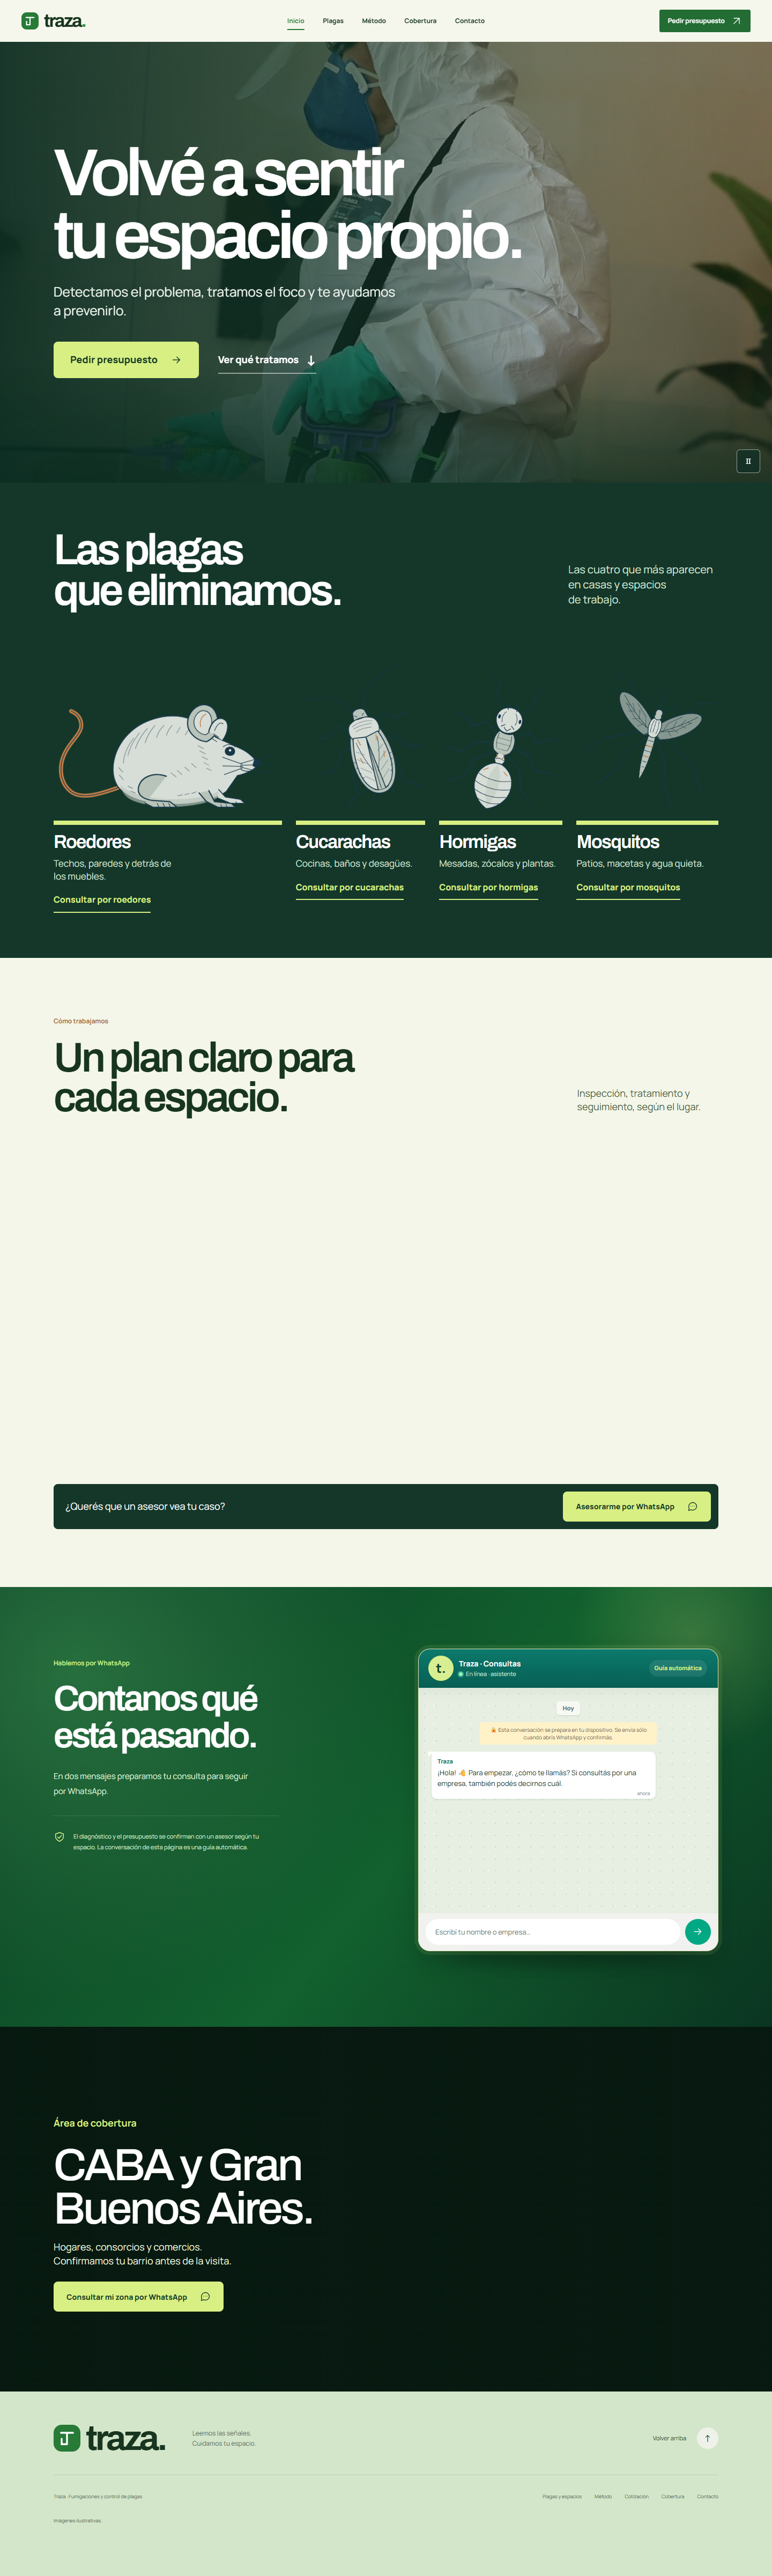 traza.
Inicio
Plagas
Método
Cobertura
Contacto
Pedir presupuesto
Volvé a sentir
tu espacio propio.
Detectamos el problema, tratamos el foco y te ayudamos
a prevenirlo.
Pedir presupuesto
Ver qué tratamos
Las plagas
que eliminamos.
Las cuatro que más aparecen
en casas y espacios
de trabajo.
Roedores
Techos, paredes y detrás de
los muebles.
Consultar por roedores
Cucarachas
Cocinas, baños y desagües.
Consultar por cucarachas
Hormigas
Mesadas, zócalos y plantas.
Consultar por hormigas
Mosquitos
Patios, macetas y agua quieta.
Consultar por mosquitos
Cómo trabajamos
Un plan claro para
cada espacio.
Inspección, tratamiento y
seguimiento, según el lugar.
¿Querés que un asesor vea tu caso?
Asesorarme por WhatsApp
Hablemos por WhatsApp
Contanos qué
está pasando.
En dos mensajes preparamos tu consulta para seguir
por WhatsApp.
El diagnóstico y el presupuesto se confirman con un asesor según tu
espacio. La conversación de esta página es una guía automática.
t.
Traza · Consultas
En línea · asistente
Guía automática
Hoy
Esta conversación se prepara en tu dispositivo. Se envía sólo
cuando abrís WhatsApp y confirmás.
Traza
¡Hola! 👋 Para empezar, ¿cómo te llamás? Si consultás por una
empresa, también podés decirnos cuál.
ahora
Escribí tu nombre o empresa...
Área de cobertura
CABA y Gran
Buenos Aires.
Hogares, consorcios y comercios.
Confirmamos tu barrio antes de la visita.
Consultar mi zona por WhatsApp
traza.
Leemos las señales.
Cuidamos tu espacio.
Volver arriba
Traza · Fumigaciones y control de plagas
Plagas y espacios
Método
Cotización
Cobertura
Contacto
Imágenes ilustrativas.